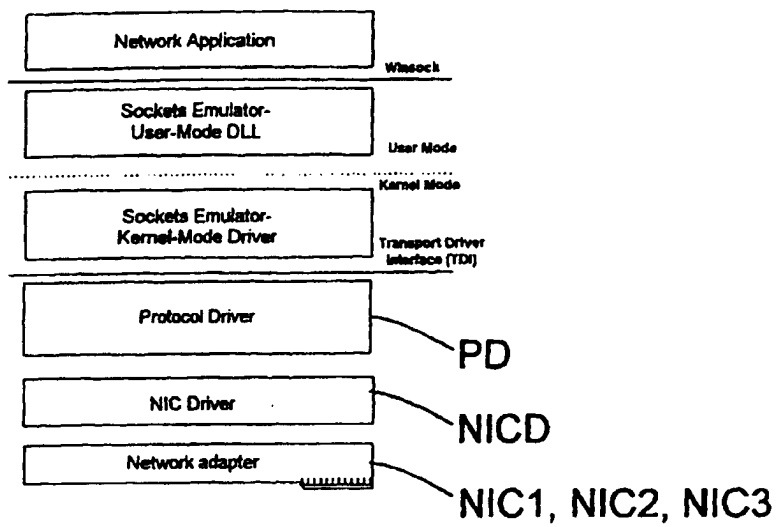 Network Application
Winsock
Sockets Emulator-
User-Mode DLL
User Mode
Kernel Mode
Sockets Emulator-
Kernel-Mode Driver
Transport Driver
Interface (TDI)
Protocol Driver
PD
NIC Driver
NICD
Network adapter
NIC1, NIC2, NIC3